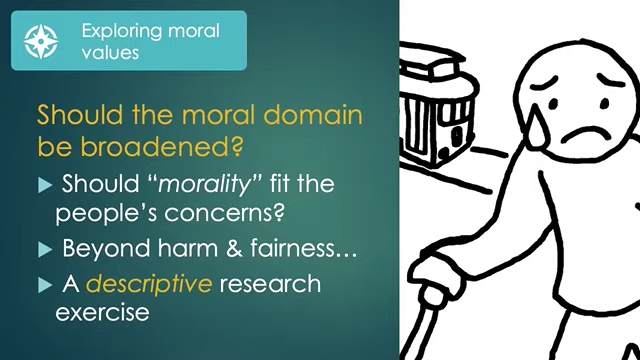 Exploring moral
values
Should the moral domain
be broadened?
Should “morality” fit the
people’s concerns?
Beyond harm & fairness…
A descriptive research
exercise